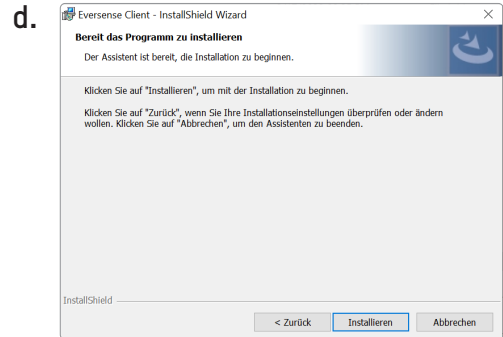 d.
Eversense Client - InstallShield Wizard
Bereit das Programm zu installieren
Der Assistent ist bereit, die Installation zu beginnen.
Klicken Sie auf "Installieren", um mit der Installation zu beginnen.
Klicken Sie auf "Zurück", wenn Sie Ihre Installationseinstellungen überprüfen oder ändern
wollen. Klicken Sie auf "Abbrechen", um den Assistenten zu beenden.
InstallShield
< Zurück Installieren Abbrechen